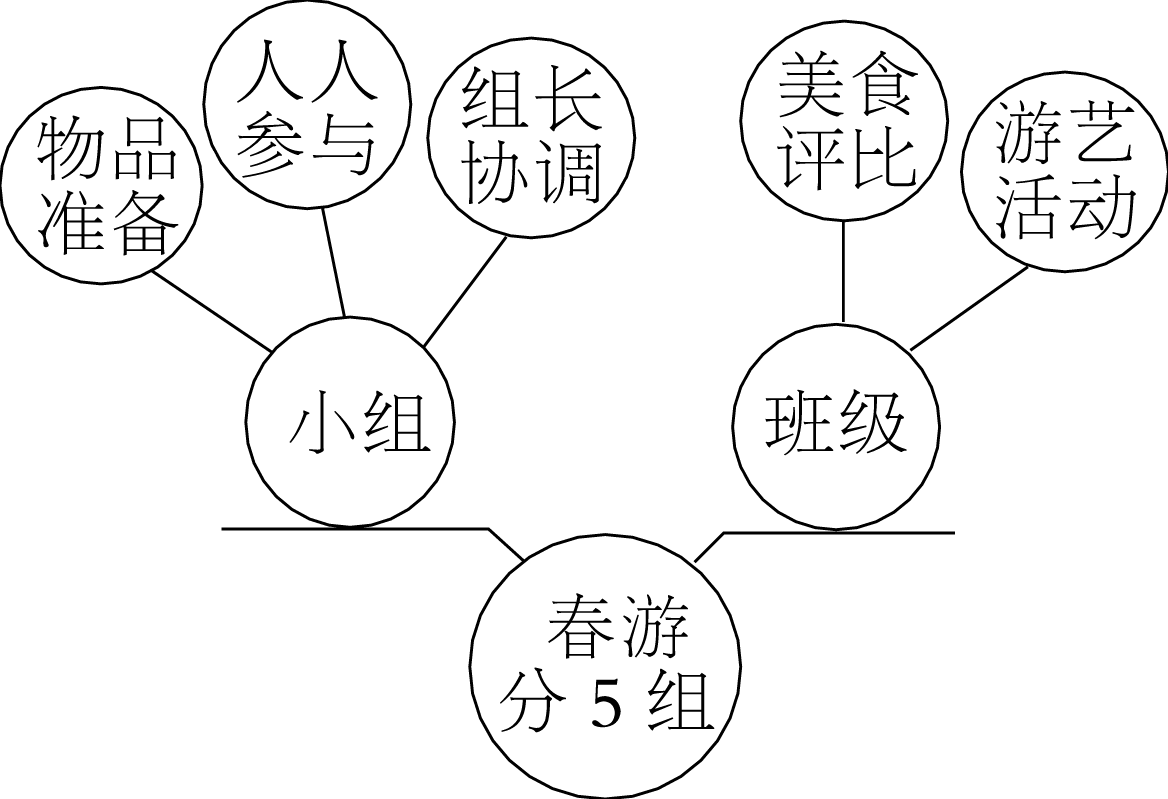 物品
准备
人人
参与
组长
协调
美食
评比
游艺
活动
小组
班级
春游
分5组